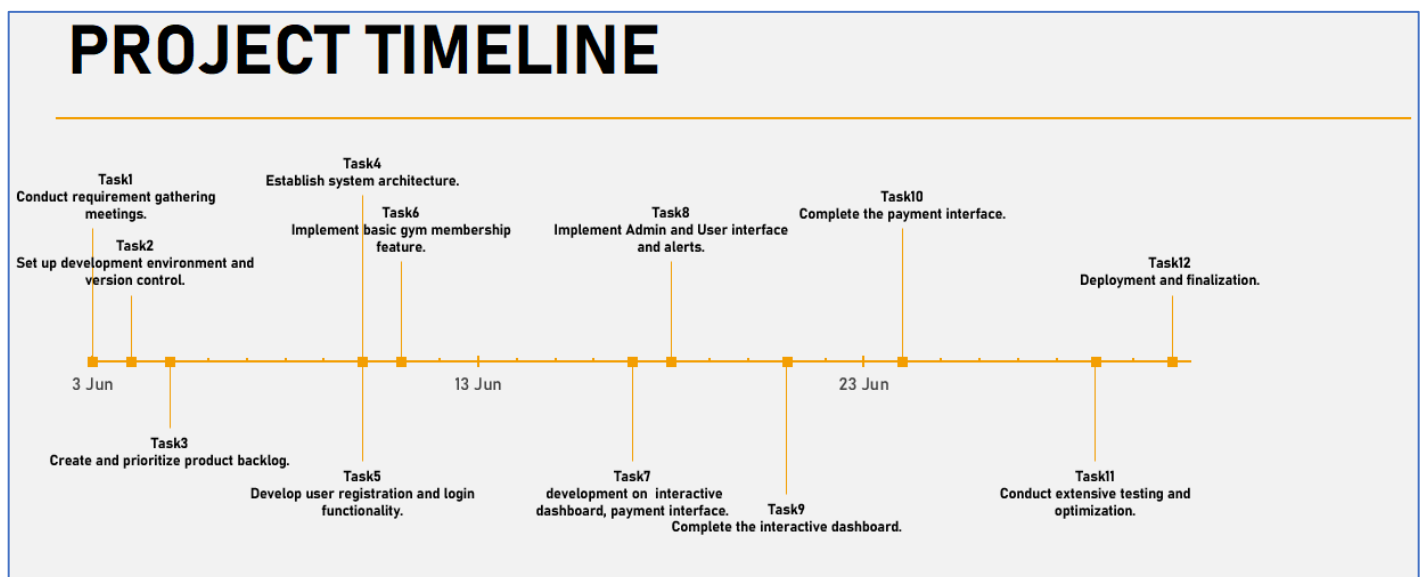 PROJECT TIMELINE
Task1
Conduct requirement gathering
meetings.
Task2
Set up development environment and
version control.
Task4
Establish system architecture.
Task6
Implement basic gym membership
feature.
Task8
Implement Admin and User interface
and alerts.
Task10
Complete the payment interface.
Task12
Deployment and finalization.
3 Jun
13 Jun
23 Jun
Task3
Create and prioritize product backlog.
Task5
Develop user registration and login
functionality.
Task7
development on  interactive
dashboard, payment interface.
Task9
Complete the interactive dashboard.
Task11
Conduct extensive testing and
optimization.